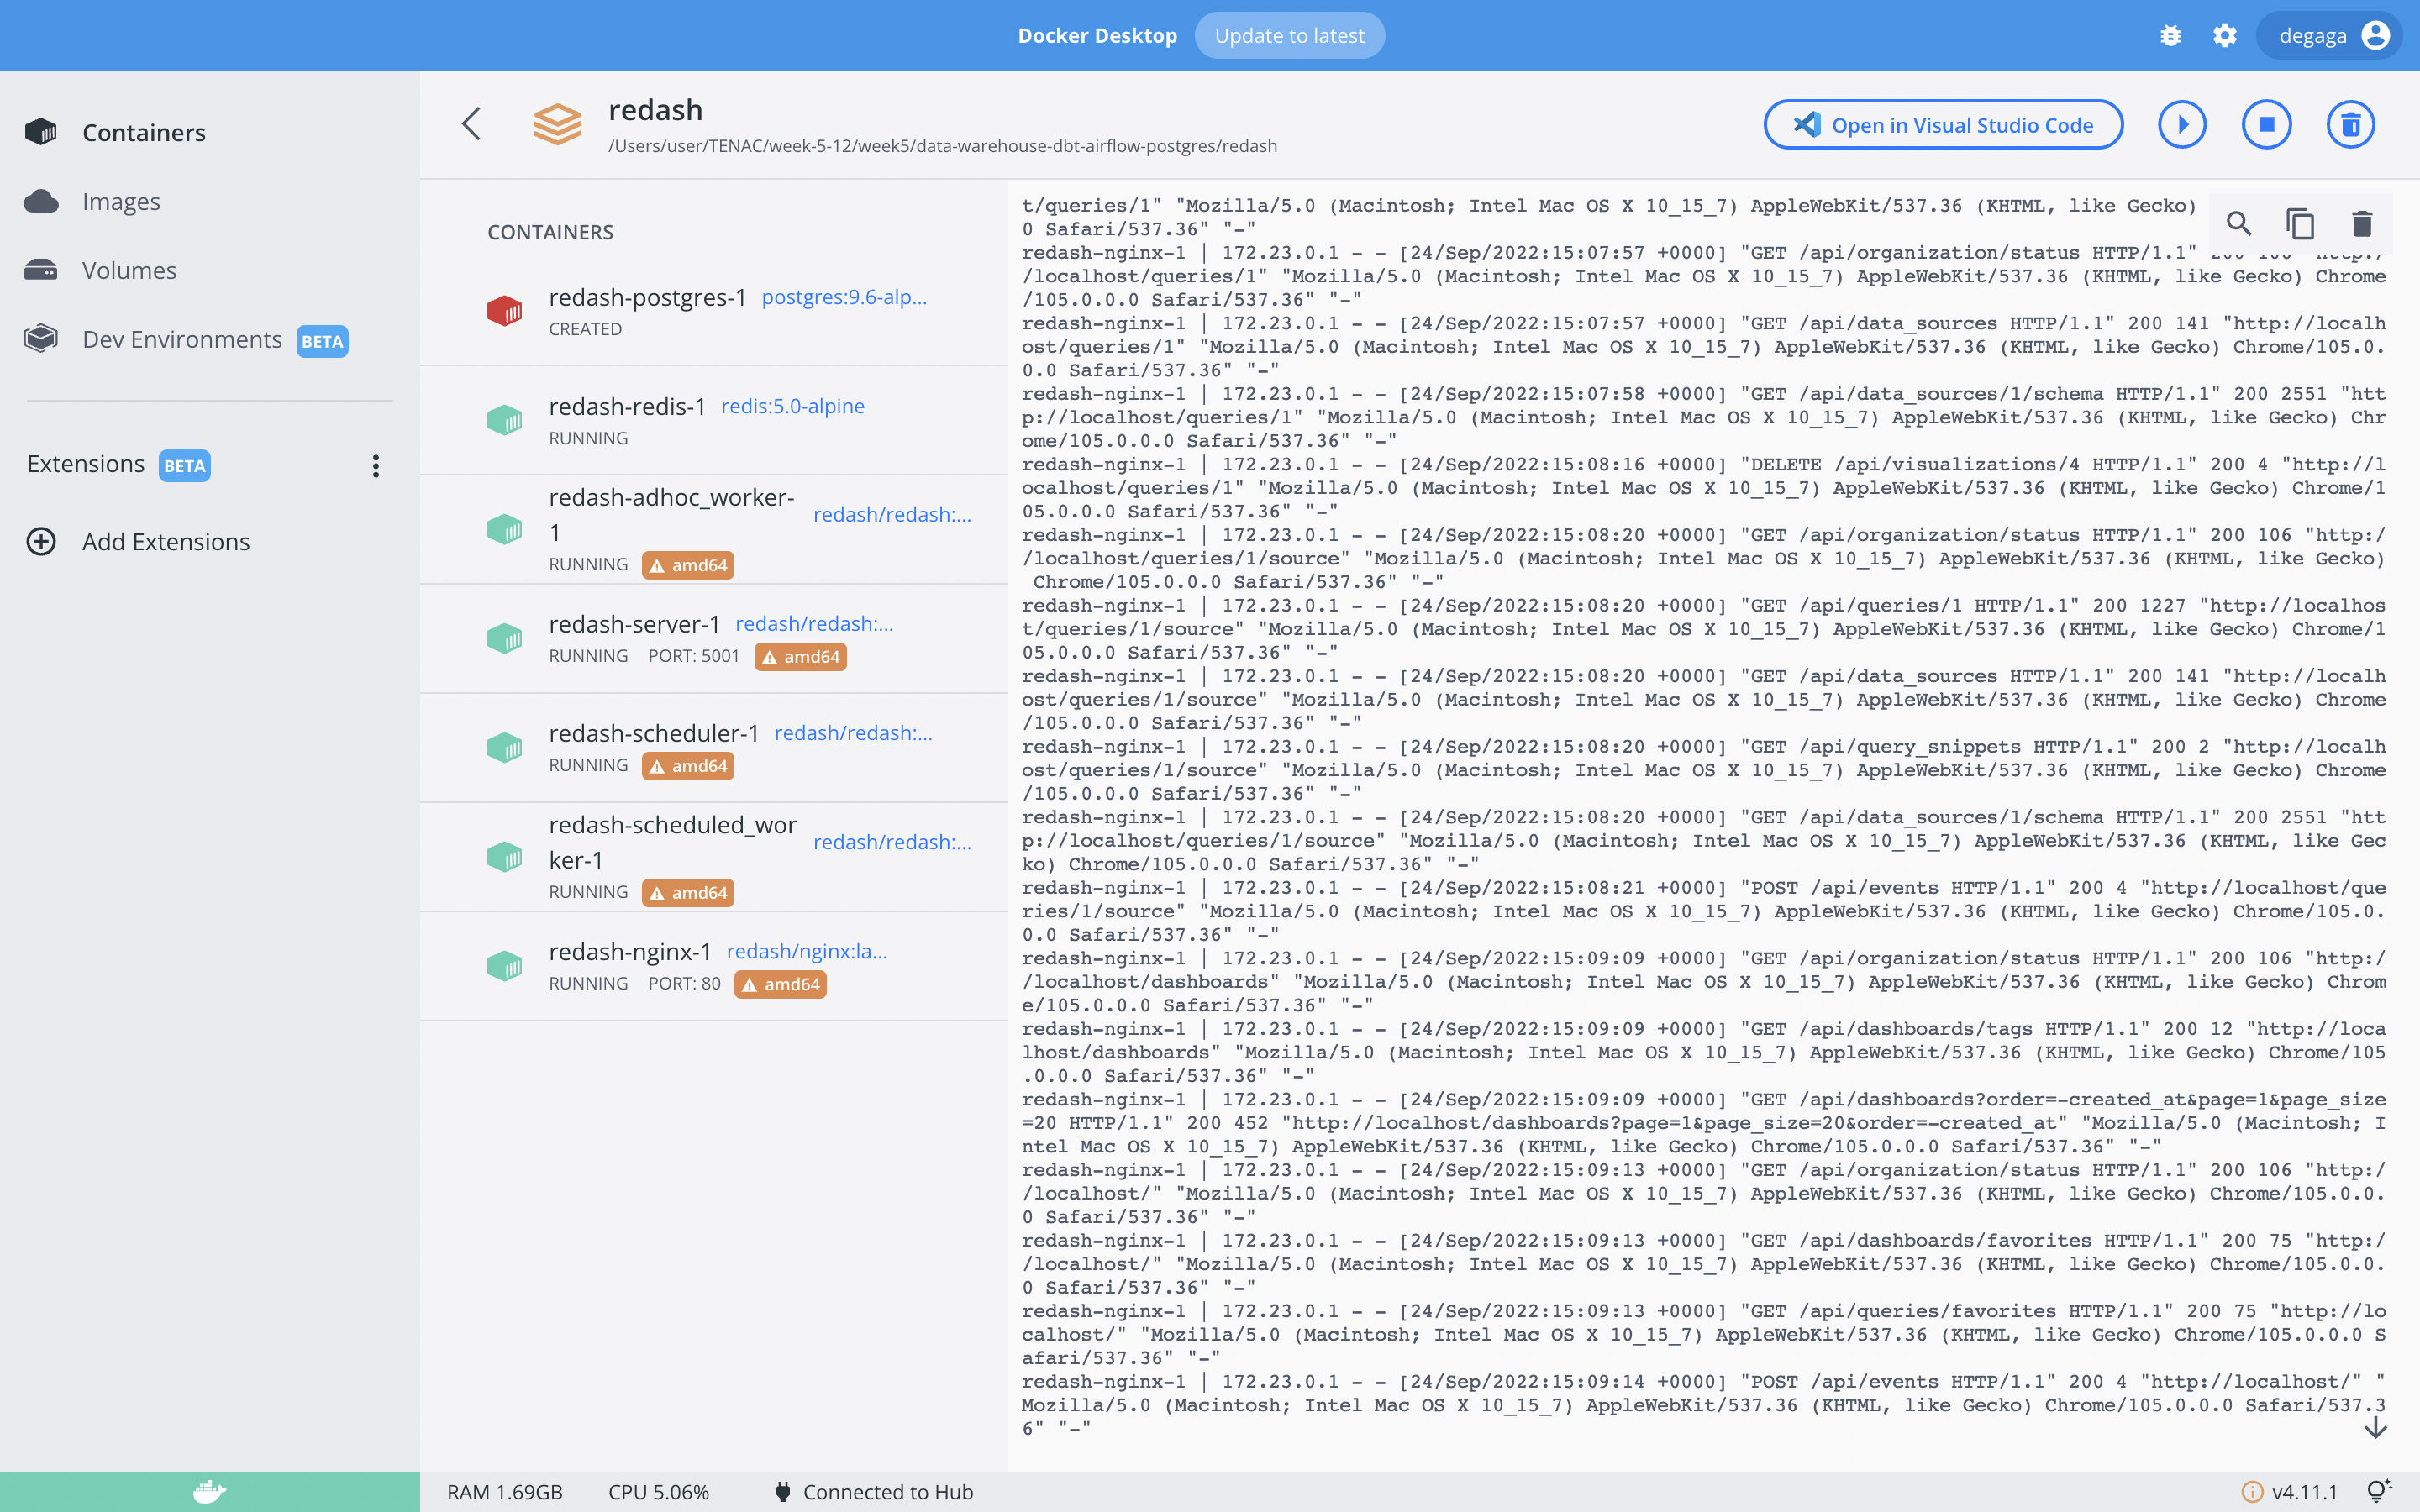 Docker Desktop Update to latest
degaga
Containers
Images
Volumes
Dev Environments BETA
Extensions BETA
Add Extensions
redash
/Users/user/TENAC/week-5-12/week5/data-warehouse-dbt-airflow-postgres/redash
Open in Visual Studio Code
CONTAINERS
redash-postgres-1 postgres:9.6-alp...
CREATED
redash-redis-1 redis:5.0-alpine
RUNNING
redash-adhoc_worker-
1
redash/redash:...
RUNNING amd64
redash-server-1 redash/redash:...
RUNNING PORT: 5001 amd64
redash-scheduler-1 redash/redash:...
RUNNING amd64
redash-scheduled_wor
ker-1
redash/redash:...
RUNNING amd64
redash-nginx-1 redash/nginx:la...
RUNNING PORT: 80 amd64
t/queries/1" "Mozilla/5.0 (Macintosh; Intel Mac OS X 10_15_7) AppleWebKit/537.36 (KHTML, like Gecko)
0 Safari/537.36" "-"
redash-nginx-1 | 172.23.0.1 - - [24/Sep/2022:15:07:57 +0000] "GET /api/organization/status HTTP/1.1"
/localhost/queries/1" "Mozilla/5.0 (Macintosh; Intel Mac OS X 10_15_7) AppleWebKit/537.36 (KHTML, like Gecko) Chrome
/105.0.0.0 Safari/537.36" "-"
redash-nginx-1 | 172.23.0.1 - - [24/Sep/2022:15:07:57 +0000] "GET /api/data_sources HTTP/1.1" 200 141 "http://localh
ost/queries/1" "Mozilla/5.0 (Macintosh; Intel Mac OS X 10_15_7) AppleWebKit/537.36 (KHTML, like Gecko) Chrome/105.0.
0.0 Safari/537.36" "-"
redash-nginx-1 | 172.23.0.1 - - [24/Sep/2022:15:07:58 +0000] "GET /api/data_sources/1/schema HTTP/1.1" 200 2551 "htt
p://localhost/queries/1" "Mozilla/5.0 (Macintosh; Intel Mac OS X 10_15_7) AppleWebKit/537.36 (KHTML, like Gecko) Chr
ome/105.0.0.0 Safari/537.36" "-"
redash-nginx-1 | 172.23.0.1 - - [24/Sep/2022:15:08:16 +0000] "DELETE /api/visualizations/4 HTTP/1.1" 200 4 "http://l
ocalhost/queries/1" "Mozilla/5.0 (Macintosh; Intel Mac OS X 10_15_7) AppleWebKit/537.36 (KHTML, like Gecko) Chrome/1
05.0.0.0 Safari/537.36" "-"
redash-nginx-1 | 172.23.0.1 - - [24/Sep/2022:15:08:20 +0000] "GET /api/organization/status HTTP/1.1" 200 106 "http:/
/localhost/queries/1/source" "Mozilla/5.0 (Macintosh; Intel Mac OS X 10_15_7) AppleWebKit/537.36 (KHTML, like Gecko)
Chrome/105.0.0.0 Safari/537.36" "-"
redash-nginx-1 | 172.23.0.1 - - [24/Sep/2022:15:08:20 +0000] "GET /api/queries/1 HTTP/1.1" 200 1227 "http://localhos
t/queries/1/source" "Mozilla/5.0 (Macintosh; Intel Mac OS X 10_15_7) AppleWebKit/537.36 (KHTML, like Gecko) Chrome/1
05.0.0.0 Safari/537.36" "-"
redash-nginx-1 | 172.23.0.1 - - [24/Sep/2022:15:08:20 +0000] "GET /api/data_sources HTTP/1.1" 200 141 "http://localh
ost/queries/1/source" "Mozilla/5.0 (Macintosh; Intel Mac OS X 10_15_7) AppleWebKit/537.36 (KHTML, like Gecko) Chrome
/105.0.0.0 Safari/537.36" "-"
redash-nginx-1 | 172.23.0.1 - - [24/Sep/2022:15:08:20 +0000] "GET /api/query_snippets HTTP/1.1" 200 2 "http://localh
ost/queries/1/source" "Mozilla/5.0 (Macintosh; Intel Mac OS X 10_15_7) AppleWebKit/537.36 (KHTML, like Gecko) Chrome
/105.0.0.0 Safari/537.36" "-"
redash-nginx-1 | 172.23.0.1 - - [24/Sep/2022:15:08:20 +0000] "GET /api/data_sources/1/schema HTTP/1.1" 200 2551 "htt
p://localhost/queries/1/source" "Mozilla/5.0 (Macintosh; Intel Mac OS X 10_15_7) AppleWebKit/537.36 (KHTML, like Gec
ko) Chrome/105.0.0.0 Safari/537.36" "-"
redash-nginx-1 | 172.23.0.1 - - [24/Sep/2022:15:08:21 +0000] "POST /api/events HTTP/1.1" 200 4 "http://localhost/que
ries/1/source" "Mozilla/5.0 (Macintosh; Intel Mac OS X 10_15_7) AppleWebKit/537.36 (KHTML, like Gecko) Chrome/105.0.
0.0 Safari/537.36" "-"
redash-nginx-1 | 172.23.0.1 - - [24/Sep/2022:15:09:09 +0000] "GET /api/organization/status HTTP/1.1" 200 106 "http:/
/localhost/dashboards" "Mozilla/5.0 (Macintosh; Intel Mac OS X 10_15_7) AppleWebKit/537.36 (KHTML, like Gecko) Chrom
e/105.0.0.0 Safari/537.36" "-"
redash-nginx-1 | 172.23.0.1 - - [24/Sep/2022:15:09:09 +0000] "GET /api/dashboards/tags HTTP/1.1" 200 12 "http://loca
lhost/dashboards" "Mozilla/5.0 (Macintosh; Intel Mac OS X 10_15_7) AppleWebKit/537.36 (KHTML, like Gecko) Chrome/105
.0.0.0 Safari/537.36" "-"
redash-nginx-1 | 172.23.0.1 - - [24/Sep/2022:15:09:09 +0000] "GET /api/dashboards?order=-created_at&page=1&page_size
=20 HTTP/1.1" 200 452 "http://localhost/dashboards?page=1&page_size=20&order=-created_at" "Mozilla/5.0 (Macintosh; I
ntel Mac OS X 10_15_7) AppleWebKit/537.36 (KHTML, like Gecko) Chrome/105.0.0.0 Safari/537.36" "-"
redash-nginx-1 | 172.23.0.1 - - [24/Sep/2022:15:09:13 +0000] "GET /api/organization/status HTTP/1.1" 200 106 "http:/
/localhost/" "Mozilla/5.0 (Macintosh; Intel Mac OS X 10_15_7) AppleWebKit/537.36 (KHTML, like Gecko) Chrome/105.0.0.
0 Safari/537.36" "-"
redash-nginx-1 | 172.23.0.1 - - [24/Sep/2022:15:09:13 +0000] "GET /api/dashboards/favorites HTTP/1.1" 200 75 "http:/
/localhost/" "Mozilla/5.0 (Macintosh; Intel Mac OS X 10_15_7) AppleWebKit/537.36 (KHTML, like Gecko) Chrome/105.0.0.
0 Safari/537.36" "-"
redash-nginx-1 | 172.23.0.1 - - [24/Sep/2022:15:09:13 +0000] "GET /api/queries/favorites HTTP/1.1" 200 75 "http://lo
calhost/" "Mozilla/5.0 (Macintosh; Intel Mac OS X 10_15_7) AppleWebKit/537.36 (KHTML, like Gecko) Chrome/105.0.0.0 S
afari/537.36" "-"
redash-nginx-1 | 172.23.0.1 - - [24/Sep/2022:15:09:14 +0000] "POST /api/events HTTP/1.1" 200 4 "http://localhost/" "
Mozilla/5.0 (Macintosh; Intel Mac OS X 10_15_7) AppleWebKit/537.36 (KHTML, like Gecko) Chrome/105.0.0.0 Safari/537.3
6" "-"
RAM 1.69GB CPU 5.06% Connected to Hub
v4.11.1